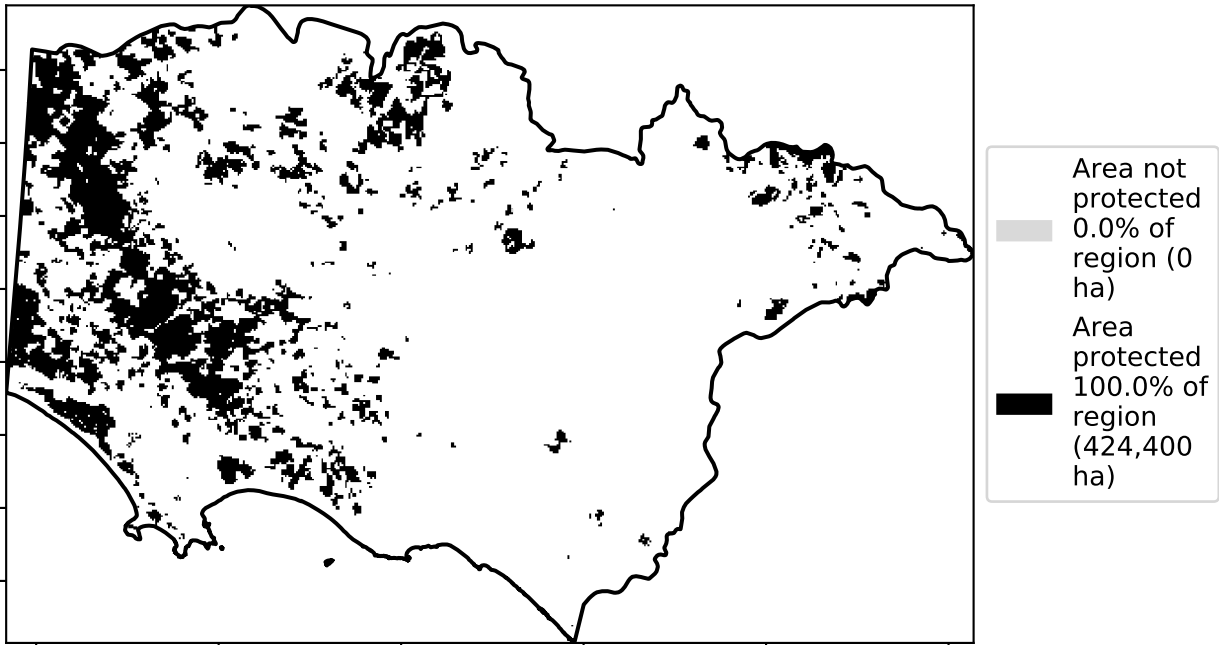 Area not
protected
0.0% of
region (0
ha)
Area
protected
100.0% of
region
(424,400
ha)